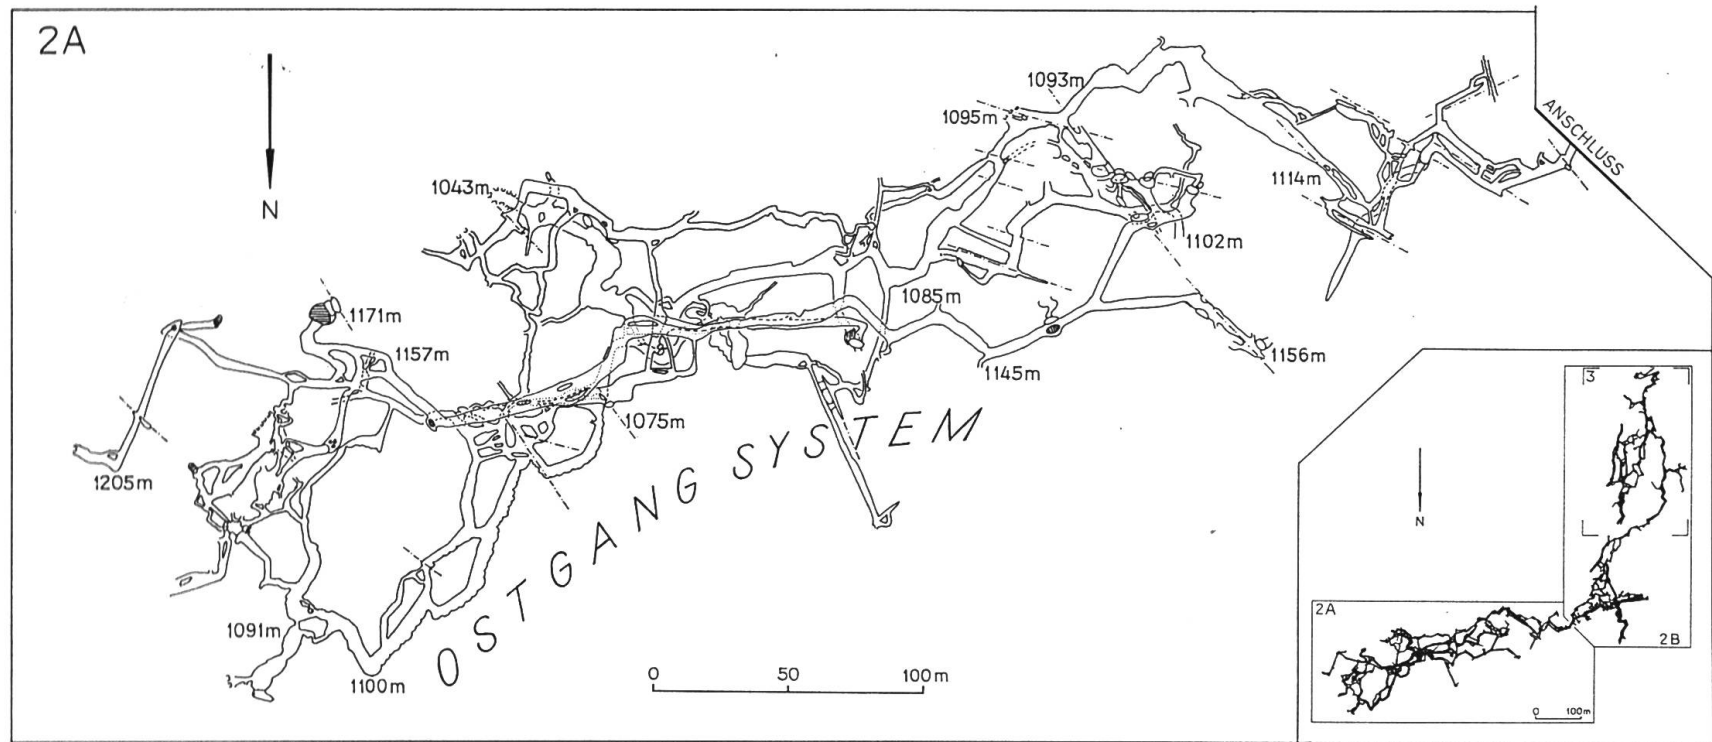 2A
N
1093m
1095m
ANSCHLUSS
1043m
1114m
1102m
1171m
1085m
1157m
1156m
1145m
1075m
1205m
OSTGANG SYSTEM
1091m
1100m
0 50 100m
3
N
2A
2B
0 100m